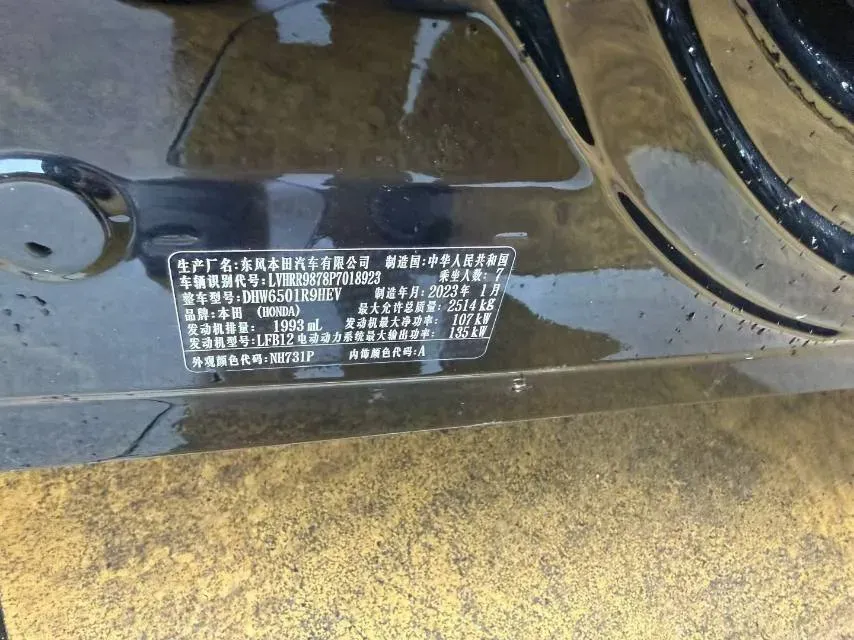 生产厂名:东风本田汽车有限公司 制造国:中华人民共和国
车辆识别代号:LVHRR9878P7018923 乘坐人数:7
整车型号:DHW6501R9HEV 制造年月:2023年 1月
品牌:本田 (HONDA) 最大允许总质量:2514 kg
发动机排量:1993 mL 发动机最大净功率:107 kW
发动机型号:LFB12 电动动力系统最大输出功率:135 kW
外观颜色代码:NH731P 内饰颜色代码:A